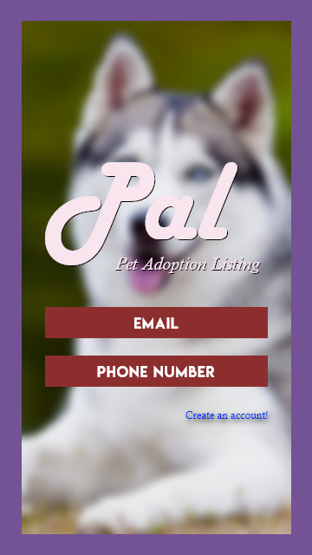 Pal
Pet Adoption Listing
EMAIL
PHONE NUMBER
Create an account!